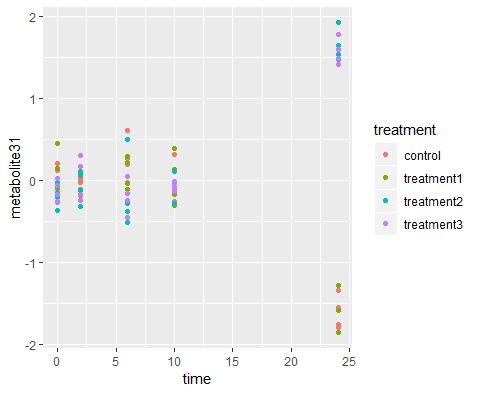 metabolite31
2
1
0
-1
-2
0 5 10 15 20 25
time
treatment
control
treatment1
treatment2
treatment3